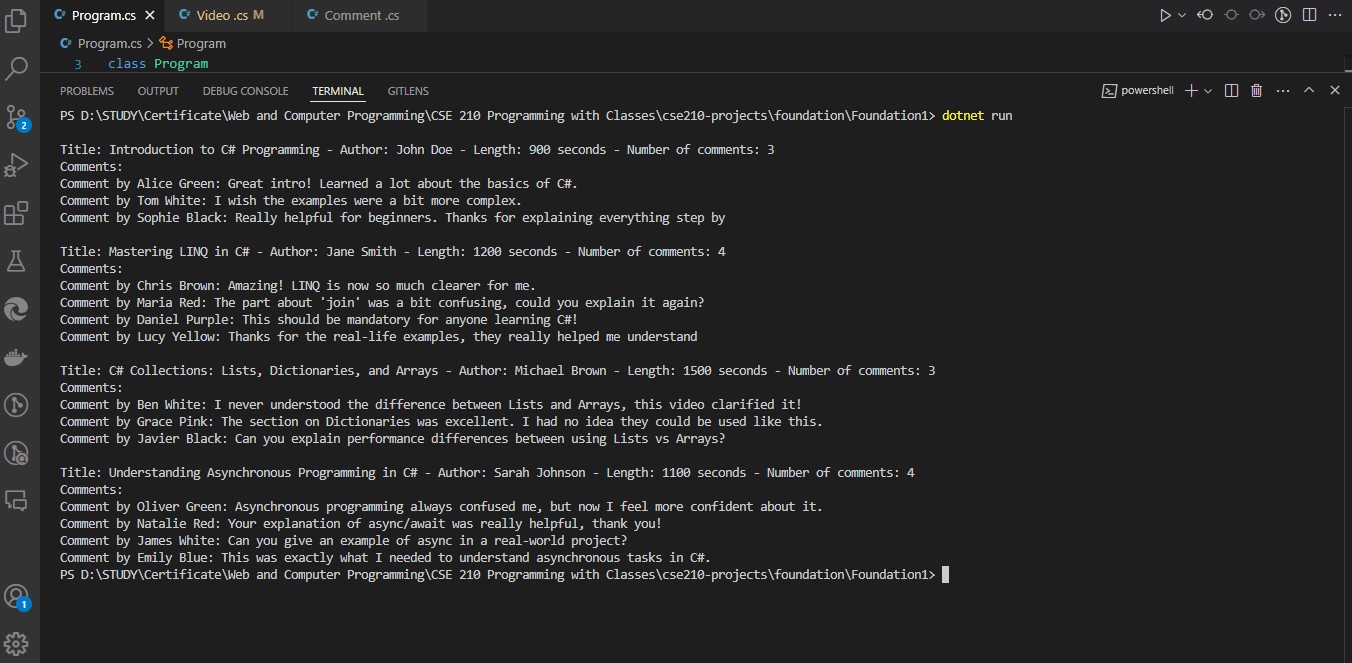 Program.cs Video .cs M Comment .cs
Program.cs > Program
3 class Program
PROBLEMS OUTPUT DEBUG CONSOLE TERMINAL GITLENS powershell
PS D:\STUDY\Certificate\Web and Computer Programming\CSE 210 Programming with Classes\cse210-projects\foundation\Foundation1> dotnet run
Title: Introduction to C# Programming - Author: John Doe - Length: 900 seconds - Number of comments: 3
Comments:
Comment by Alice Green: Great intro! Learned a lot about the basics of C#.
Comment by Tom White: I wish the examples were a bit more complex.
Comment by Sophie Black: Really helpful for beginners. Thanks for explaining everything step by
Title: Mastering LINQ in C# - Author: Jane Smith - Length: 1200 seconds - Number of comments: 4
Comments:
Comment by Chris Brown: Amazing! LINQ is now so much clearer for me.
Comment by Maria Red: The part about 'join' was a bit confusing, could you explain it again?
Comment by Daniel Purple: This should be mandatory for anyone learning C#!
Comment by Lucy Yellow: Thanks for the real-life examples, they really helped me understand
Title: C# Collections: Lists, Dictionaries, and Arrays - Author: Michael Brown - Length: 1500 seconds - Number of comments: 3
Comments:
Comment by Ben White: I never understood the difference between Lists and Arrays, this video clarified it!
Comment by Grace Pink: The section on Dictionaries was excellent. I had no idea they could be used like this.
Comment by Javier Black: Can you explain performance differences between using Lists vs Arrays?
Title: Understanding Asynchronous Programming in C# - Author: Sarah Johnson - Length: 1100 seconds - Number of comments: 4
Comments:
Comment by Oliver Green: Asynchronous programming always confused me, but now I feel more confident about it.
Comment by Natalie Red: Your explanation of async/await was really helpful, thank you!
Comment by James White: Can you give an example of async in a real-world project?
Comment by Emily Blue: This was exactly what I needed to understand asynchronous tasks in C#.
PS D:\STUDY\Certificate\Web and Computer Programming\CSE 210 Programming with Classes\cse210-projects\foundation\Foundation1>
2
1